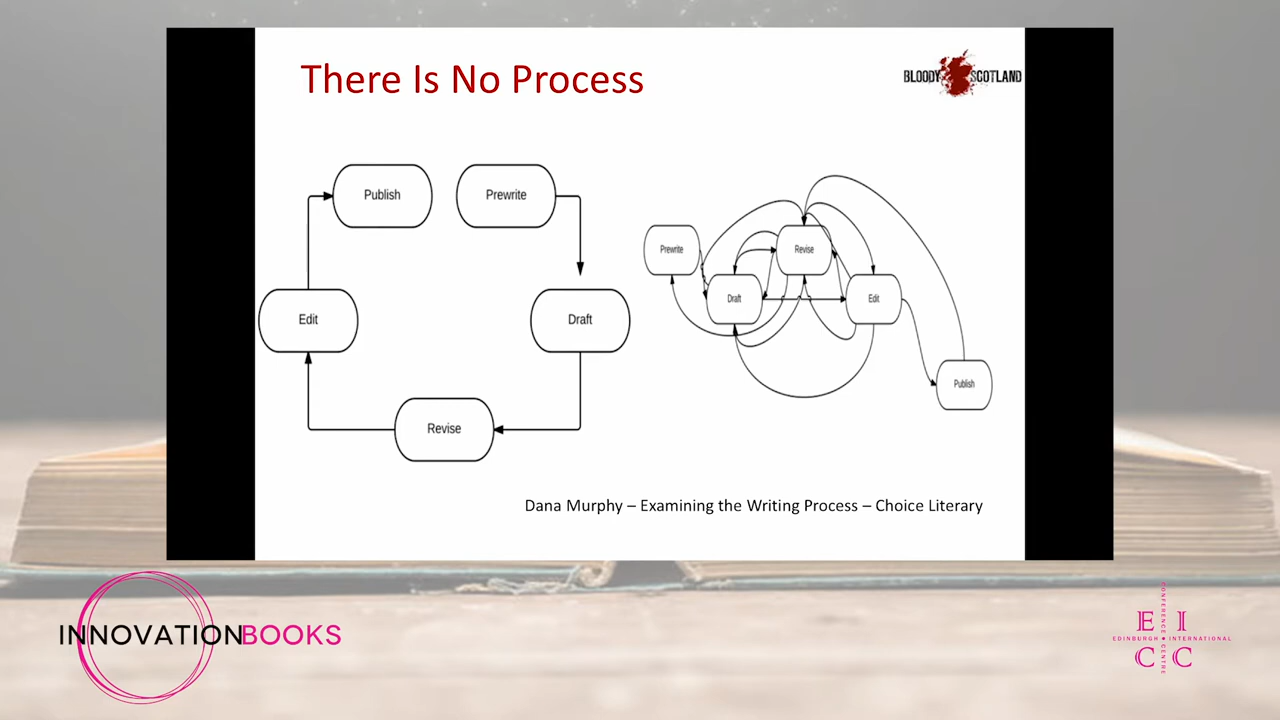 There Is No Process
BLOODY SCOTLAND
Publish
Prewrite
Edit
Draft
Revise
Prewrite
Revise
Draft
Edit
Publish
Dana Murphy – Examining the Writing Process – Choice Literary
INNOVATIONBOOKS
E I
EDINBURGH INTERNATIONAL
C C
CONFERENCE CENTRE